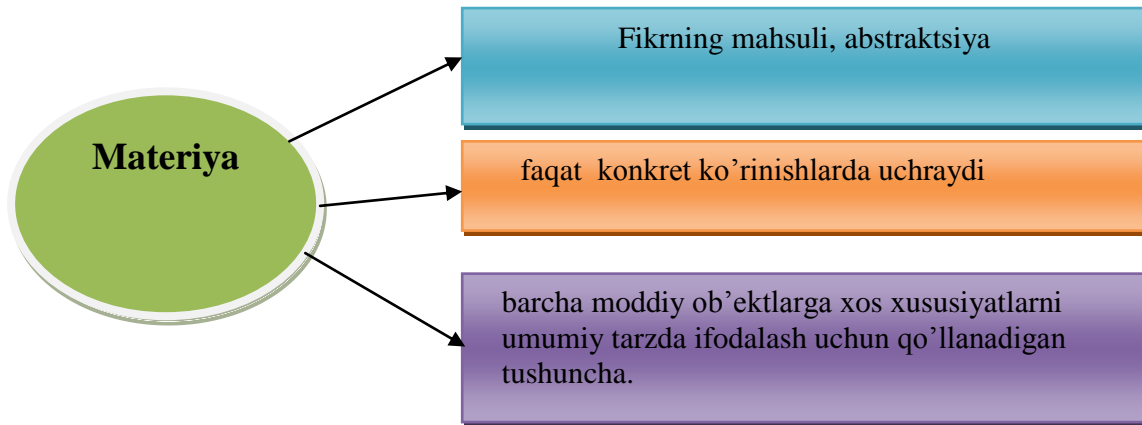 Fikrning mahsuli, abstraktsiya
Materiya
faqat konkret ko’rinishlarda uchraydi
barcha moddiy ob’ektlarga xos xususiyatlarni
umumiy tarzda ifodalash uchun qo’llanadigan
tushuncha.